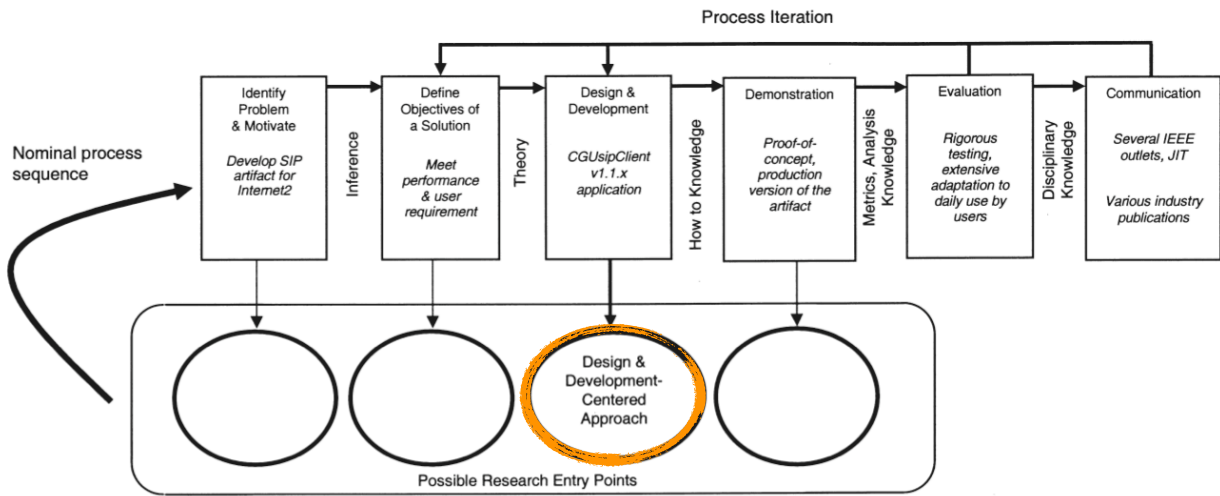 Process Iteration
Nominal process
sequence
Identify
Problem
& Motivate
Develop SIP
artifact for
Internet2
Inference
Define
Objectives of
a Solution
Meet
performance
& user
requirement
Theory
Design &
Development
CGUsipClient
v1.1.x
application
How to Knowledge
Demonstration
Proof-of-
concept,
production
version of the
artifact
Metrics, Analysis
Knowledge
Evaluation
Rigorous
testing,
extensive
adaptation to
daily use by
users
Disciplinary
Knowledge
Communication
Several IEEE
outlets, JIT
Various industry
publications
Design &
Development-
Centered
Approach
Possible Research Entry Points